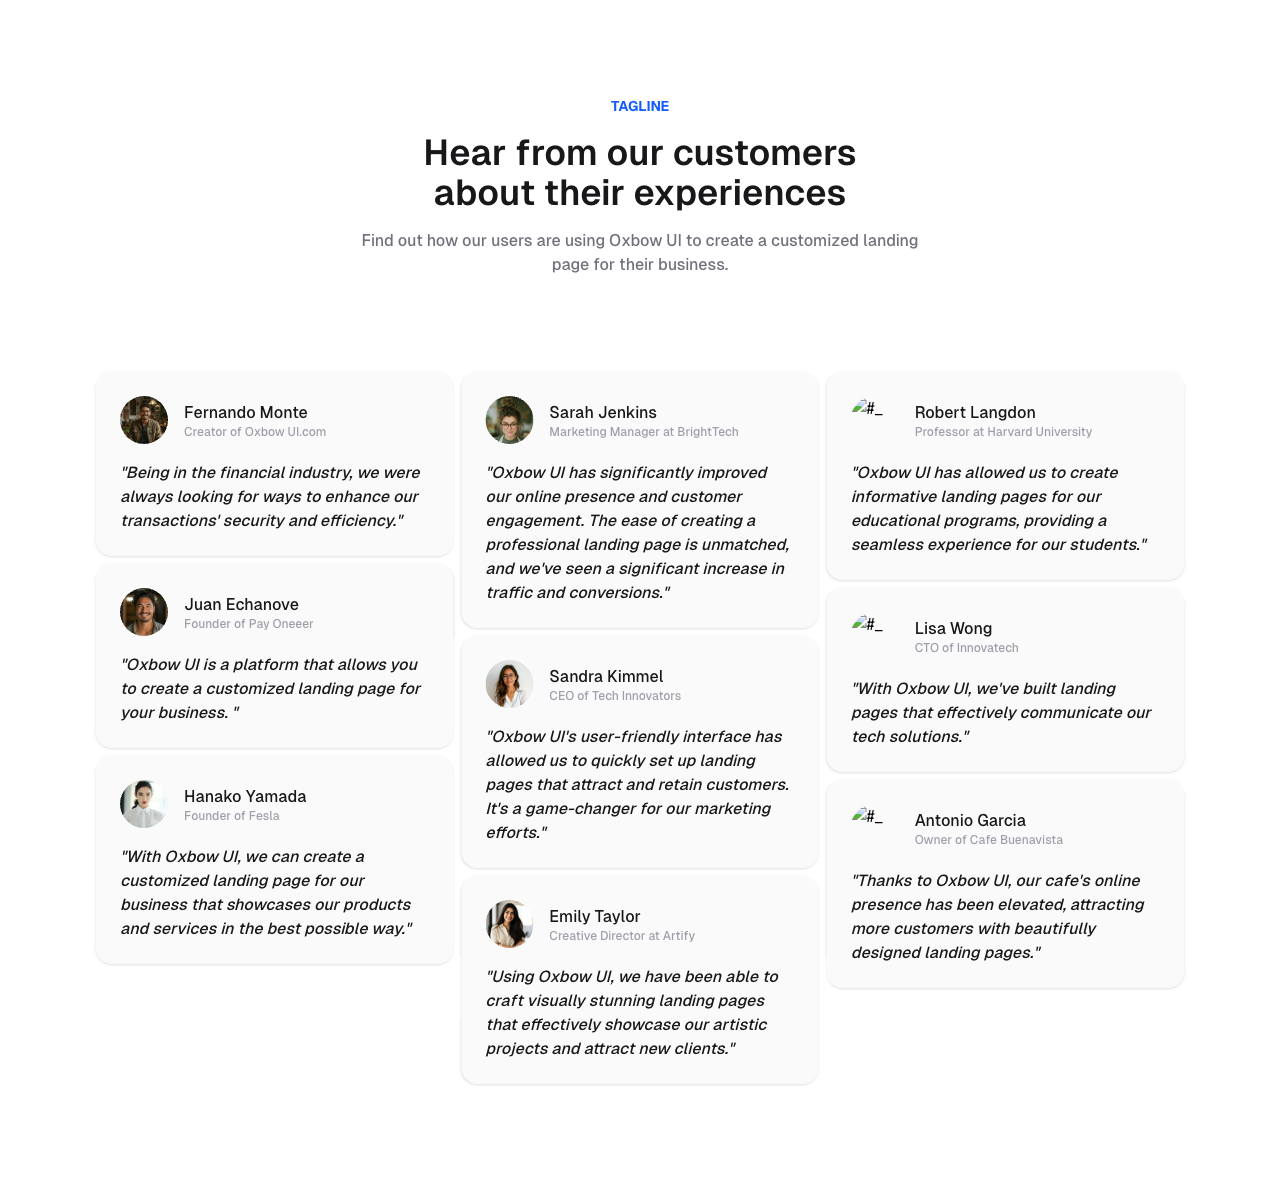 TAGLINE
Hear from our customers
about their experiences
Find out how our users are using Oxbow UI to create a customized landing
page for their business.
Fernando Monte
Creator of Oxbow UI.com
"Being in the financial industry, we were
always looking for ways to enhance our
transactions' security and efficiency."
Juan Echanove
Founder of Pay Oneeer
"Oxbow UI is a platform that allows you
to create a customized landing page for
your business. "
Hanako Yamada
Founder of Fesla
"With Oxbow UI, we can create a
customized landing page for our
business that showcases our products
and services in the best possible way."
Sarah Jenkins
Marketing Manager at BrightTech
"Oxbow UI has significantly improved
our online presence and customer
engagement. The ease of creating a
professional landing page is unmatched,
and we've seen a significant increase in
traffic and conversions."
Sandra Kimmel
CEO of Tech Innovators
"Oxbow UI's user-friendly interface has
allowed us to quickly set up landing
pages that attract and retain customers.
It's a game-changer for our marketing
efforts."
Emily Taylor
Creative Director at Artify
"Using Oxbow UI, we have been able to
craft visually stunning landing pages
that effectively showcase our artistic
projects and attract new clients."
#_
Robert Langdon
Professor at Harvard University
"Oxbow UI has allowed us to create
informative landing pages for our
educational programs, providing a
seamless experience for our students."
#_
Lisa Wong
CTO of Innovatech
"With Oxbow UI, we've built landing
pages that effectively communicate our
tech solutions."
#_
Antonio Garcia
Owner of Cafe Buenavista
"Thanks to Oxbow UI, our cafe's online
presence has been elevated, attracting
more customers with beautifully
designed landing pages."